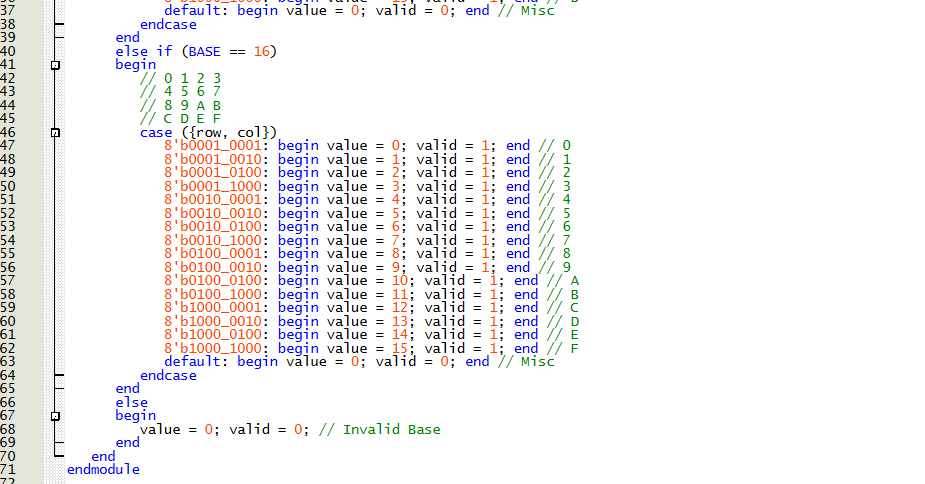 37 default: begin value = 0; valid = 0; end // Misc
38 endcase
39 end
40 else if (BASE == 16)
41 begin
42 // 0 1 2 3
43 // 4 5 6 7
44 // 8 9 A B
45 // C D E F
46 case ({row, col})
47 8'b0001_0001: begin value = 0; valid = 1; end // 0
48 8'b0001_0010: begin value = 1; valid = 1; end // 1
49 8'b0001_0100: begin value = 2; valid = 1; end // 2
50 8'b0001_1000: begin value = 3; valid = 1; end // 3
51 8'b0010_0001: begin value = 4; valid = 1; end // 4
52 8'b0010_0010: begin value = 5; valid = 1; end // 5
53 8'b0010_0100: begin value = 6; valid = 1; end // 6
54 8'b0010_1000: begin value = 7; valid = 1; end // 7
55 8'b0100_0001: begin value = 8; valid = 1; end // 8
56 8'b0100_0010: begin value = 9; valid = 1; end // 9
57 8'b0100_0100: begin value = 10; valid = 1; end // A
58 8'b0100_1000: begin value = 11; valid = 1; end // B
59 8'b1000_0001: begin value = 12; valid = 1; end // C
60 8'b1000_0010: begin value = 13; valid = 1; end // D
61 8'b1000_0100: begin value = 14; valid = 1; end // E
62 8'b1000_1000: begin value = 15; valid = 1; end // F
63 default: begin value = 0; valid = 0; end // Misc
64 endcase
65 end
66 else
67 begin
68 value = 0; valid = 0; // Invalid Base
69 end
70 end
71 endmodule